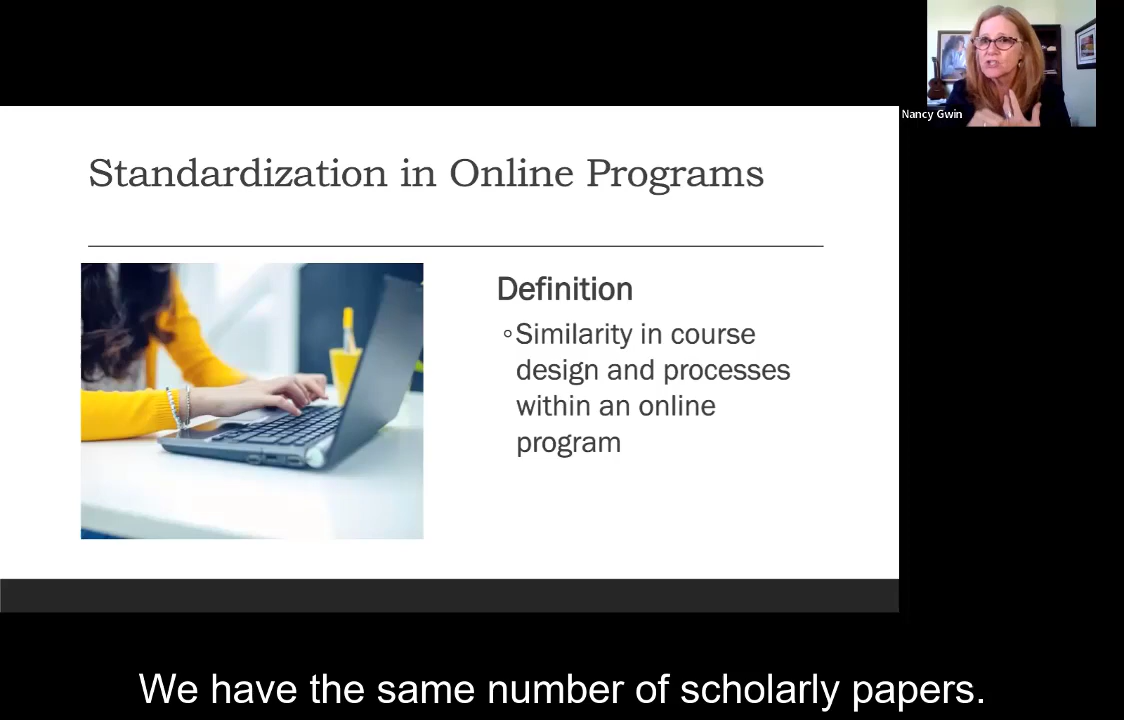 Nancy Gwin
Standardization in Online Programs
Definition
◦Similarity in course
design and processes
within an online
program
We have the same number of scholarly papers.